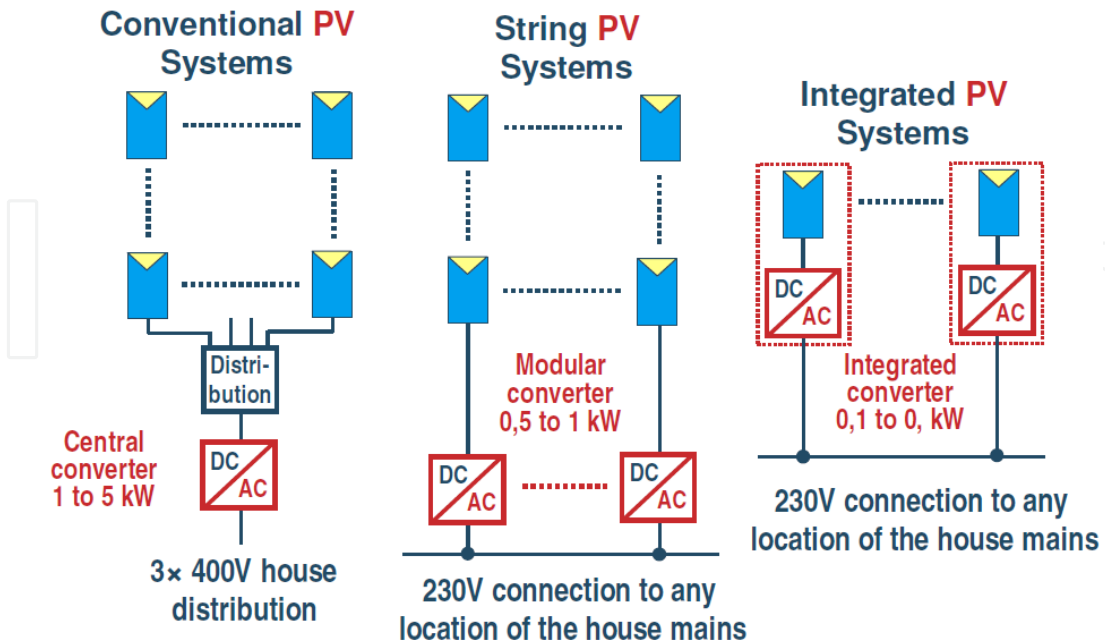 Conventional PV
Systems
Distri-
bution
Central
converter
1 to 5 kW
DC
AC
3× 400V house
distribution
String PV
Systems
Modular
converter
0,5 to 1 kW
DC
AC
DC
AC
230V connection to any
location of the house mains
Integrated PV
Systems
DC
AC
DC
AC
Integrated
converter
0,1 to 0, kW
230V connection to any
location of the house mains